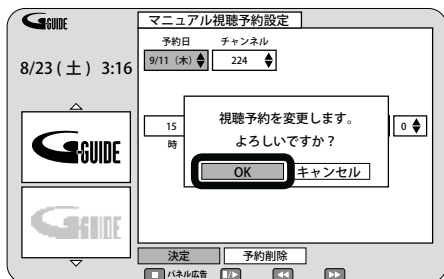 G-GUIDE
マニュアル視聴予約設定
予約日 チャンネル
9/11（木） 224
8/23 ( 土 ) 3:16
15 0
時
視聴予約を変更します。
よろしいですか？
OK キャンセル
G-GUIDE
G-GUIDE
決定 予約削除
パネル広告